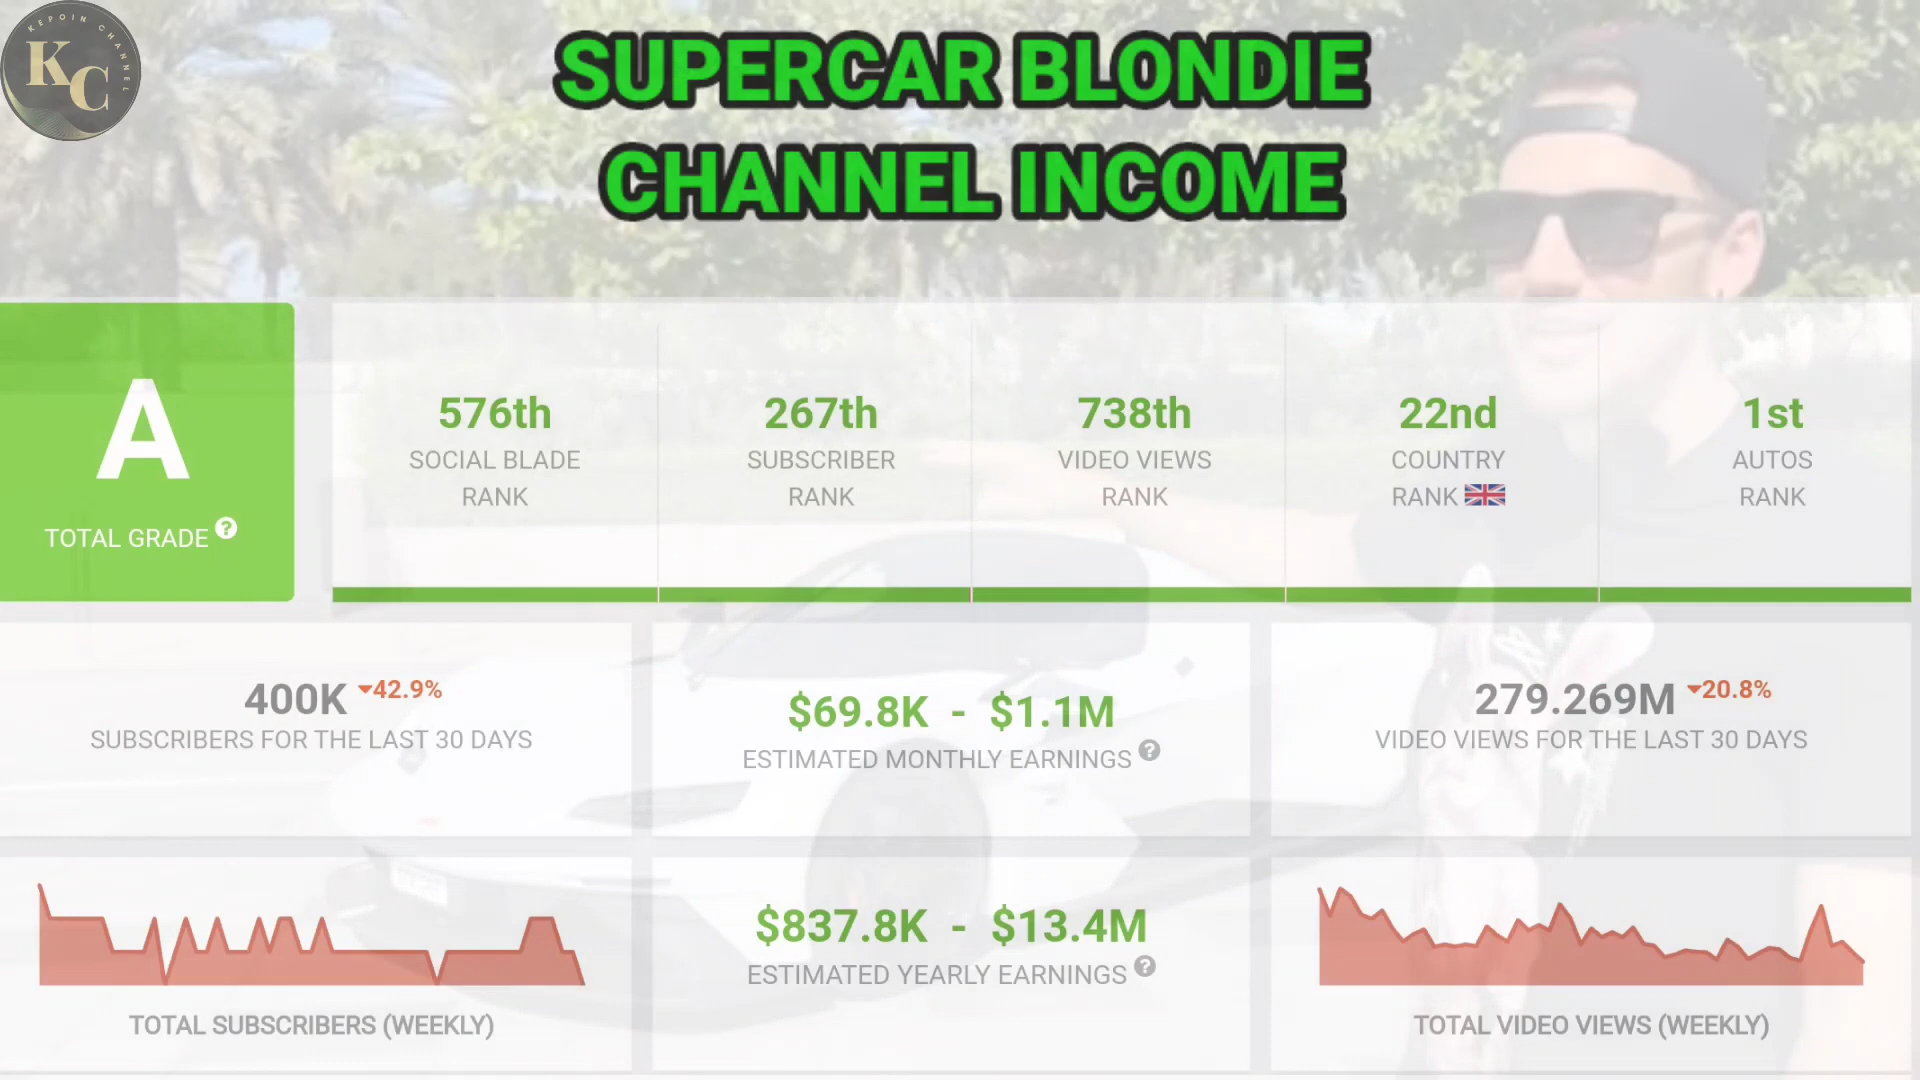 KEPOIN CHANNEL
KC
SUPERCAR BLONDIE
CHANNEL INCOME
A
TOTAL GRADE ?
576th
SOCIAL BLADE
RANK
267th
SUBSCRIBER
RANK
738th
VIDEO VIEWS
RANK
22nd
COUNTRY
RANK
1st
AUTOS
RANK
400K 42.9%
SUBSCRIBERS FOR THE LAST 30 DAYS
$69.8K - $1.1M
ESTIMATED MONTHLY EARNINGS ?
279.269M 20.8%
VIDEO VIEWS FOR THE LAST 30 DAYS
TOTAL SUBSCRIBERS (WEEKLY)
$837.8K - $13.4M
ESTIMATED YEARLY EARNINGS ?
TOTAL VIDEO VIEWS (WEEKLY)